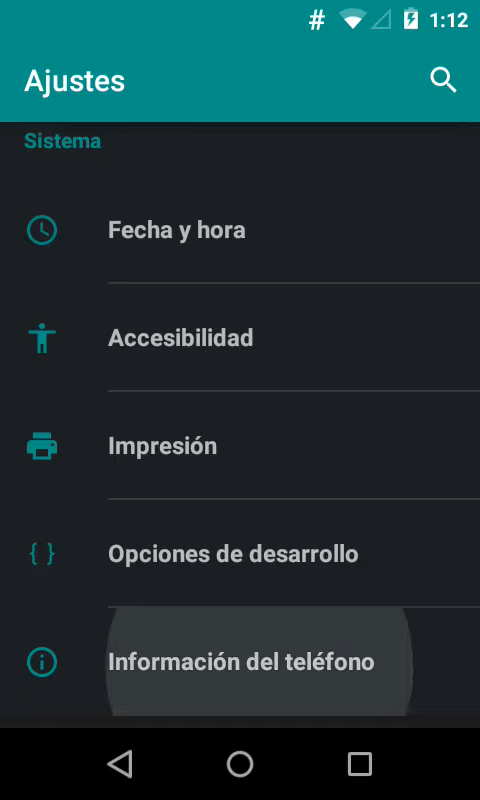 # 1:12
Ajustes
Sistema
Fecha y hora
Accesibilidad
Impresión
{ } Opciones de desarrollo
Información del teléfono